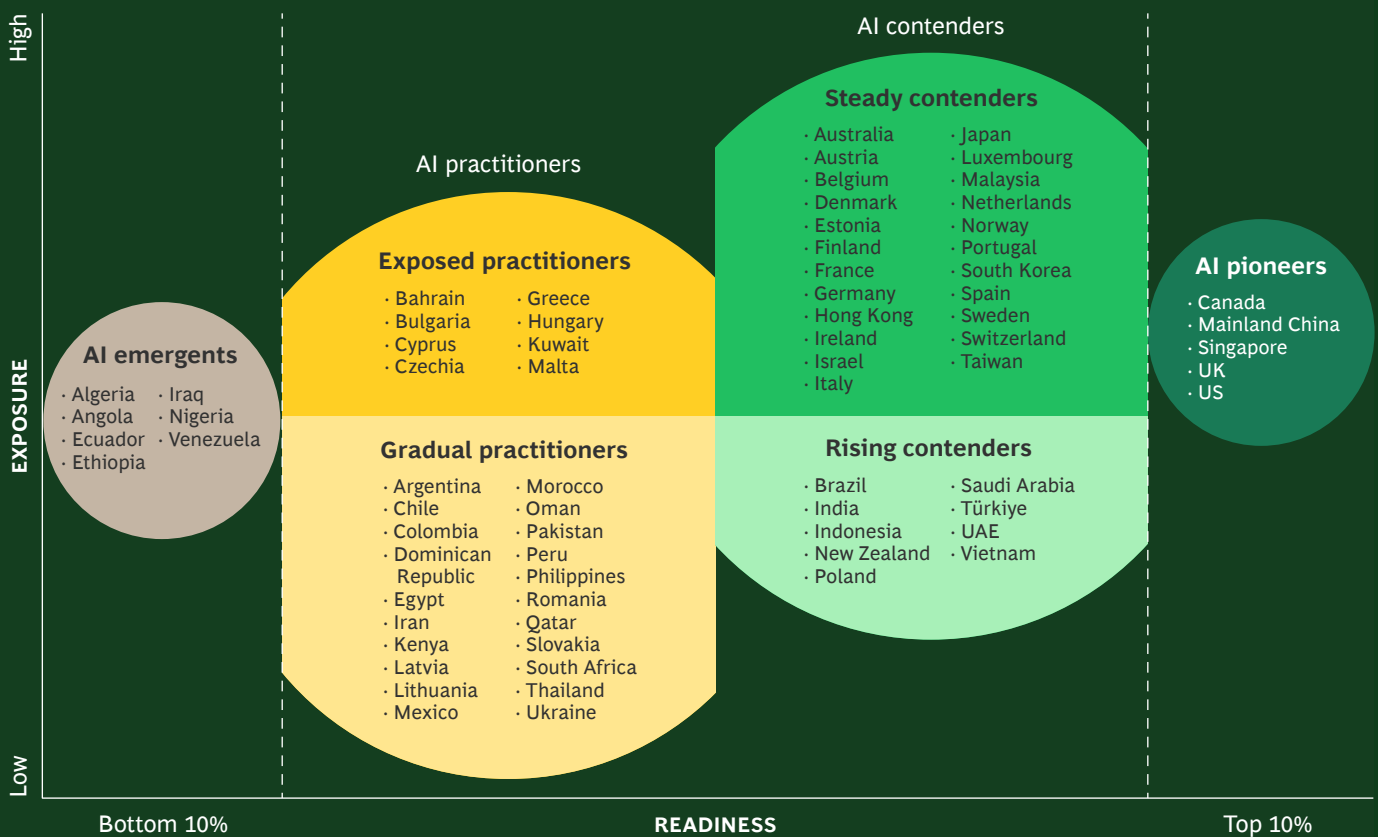 High
AI contenders
Steady contenders
· Australia
· Austria
· Belgium
· Denmark
· Estonia
· Finland
· France
· Germany
· Hong Kong
· Ireland
· Israel
· Italy
· Japan
· Luxembourg
· Malaysia
· Netherlands
· Norway
· Portugal
· South Korea
· Spain
· Sweden
· Switzerland
· Taiwan
AI practitioners
Exposed practitioners
· Bahrain
· Bulgaria
· Cyprus
· Czechia
· Greece
· Hungary
· Kuwait
· Malta
AI pioneers
· Canada
· Mainland China
· Singapore
· UK
· US
AI emergents
· Algeria
· Angola
· Ecuador
· Ethiopia
· Iraq
· Nigeria
· Venezuela
EXPOSURE
Gradual practitioners
· Argentina
· Chile
· Colombia
· Dominican
Republic
· Egypt
· Iran
· Kenya
· Latvia
· Lithuania
· Mexico
· Morocco
· Oman
· Pakistan
· Peru
· Philippines
· Romania
· Qatar
· Slovakia
· South Africa
· Thailand
· Ukraine
Rising contenders
· Brazil
· India
· Indonesia
· New Zealand
· Poland
· Saudi Arabia
· Türkiye
· UAE
· Vietnam
Low
Bottom 10%
READINESS
Top 10%